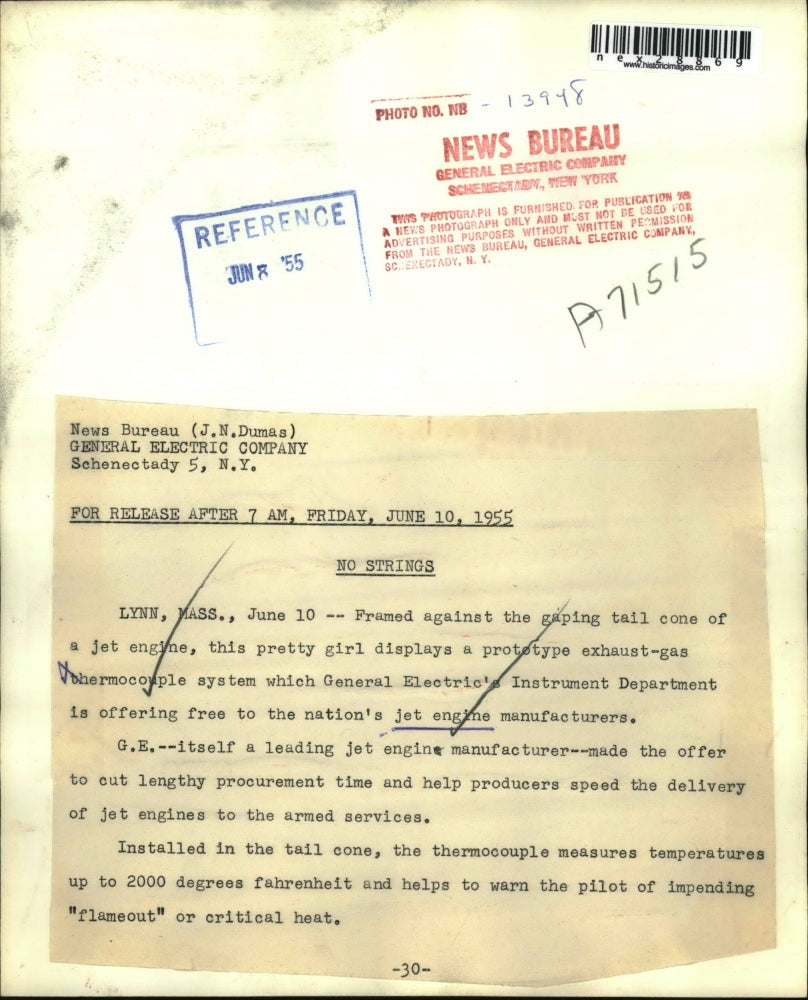 nex28869
www.historicimages.com
PHOTO NO. NB - 13948
NEWS BUREAU
GENERAL ELECTRIC COMPANY
SCHENECTADY, NEW YORK
THIS PHOTOGRAPH IS FURNISHED FOR PUBLICATION AS
A NEWS PHOTOGRAPH ONLY AND MUST NOT BE USED FOR
ADVERTISING PURPOSES WITHOUT WRITTEN PERMISSION
FROM THE NEWS BUREAU, GENERAL ELECTRIC COMPANY,
SCHENECTADY, N. Y.
REFERENCE
JUN 8 '55
A71515
News Bureau (J.N.Dumas)
GENERAL ELECTRIC COMPANY
Schenectady 5, N.Y.
FOR RELEASE AFTER 7 AM, FRIDAY, JUNE 10, 1955
NO STRINGS
LYNN, MASS., June 10 -- Framed against the gaping tail cone of
a jet engine, this pretty girl displays a prototype exhaust-gas
thermocouple system which General Electric's Instrument Department
is offering free to the nation's jet engine manufacturers.
G.E.--itself a leading jet engine manufacturer--made the offer
to cut lengthy procurement time and help producers speed the delivery
of jet engines to the armed services.
Installed in the tail cone, the thermocouple measures temperatures
up to 2000 degrees fahrenheit and helps to warn the pilot of impending
"flameout" or critical heat.
-30-